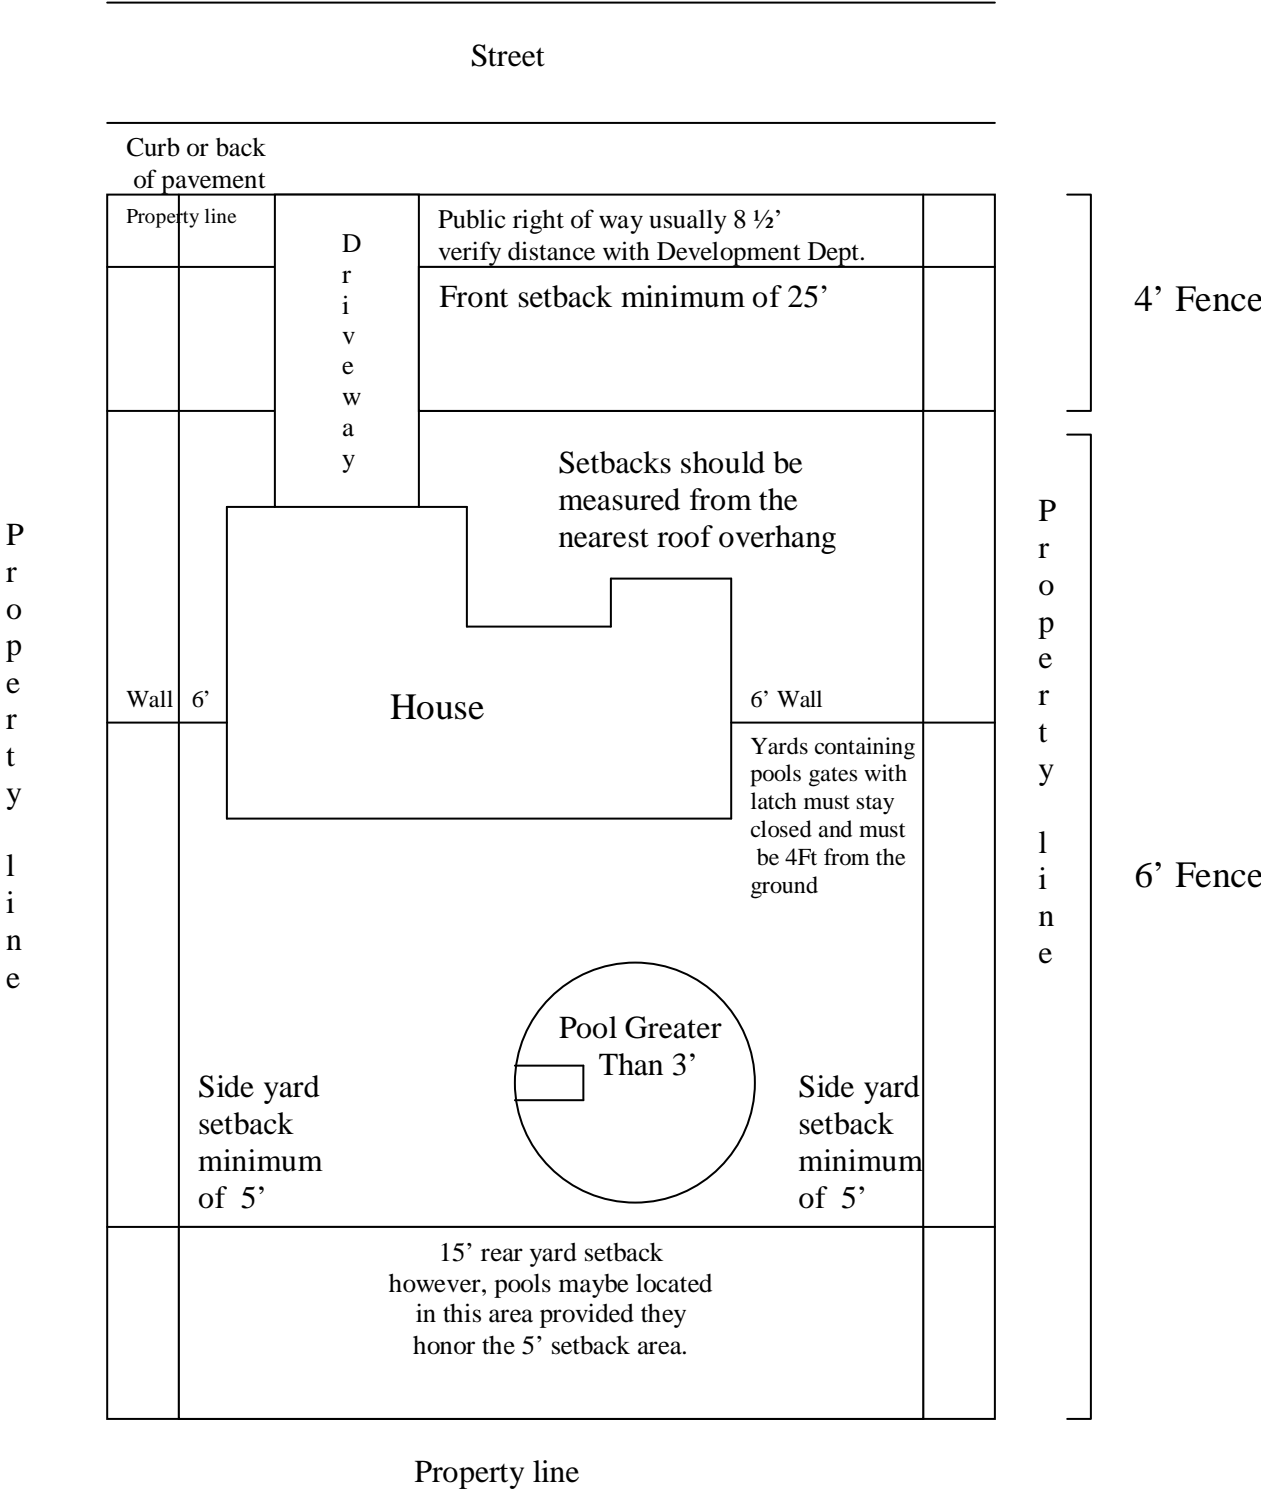 Street
Curb or back
of pavement
Property line
Driveway
Public right of way usually 8 ½’
verify distance with Development Dept.
Front setback minimum of 25’
4’ Fence
Setbacks should be
measured from the
nearest roof overhang
Property line
Property line
Wall 6’
House
6’ Wall
Yards containing
pools gates with
latch must stay
closed and must
be 4Ft from the
ground
6’ Fence
Pool Greater
Than 3’
Side yard
setback
minimum
of 5’
Side yard
setback
minimum
of 5’
15’ rear yard setback
however, pools maybe located
in this area provided they
honor the 5’ setback area.
Property line